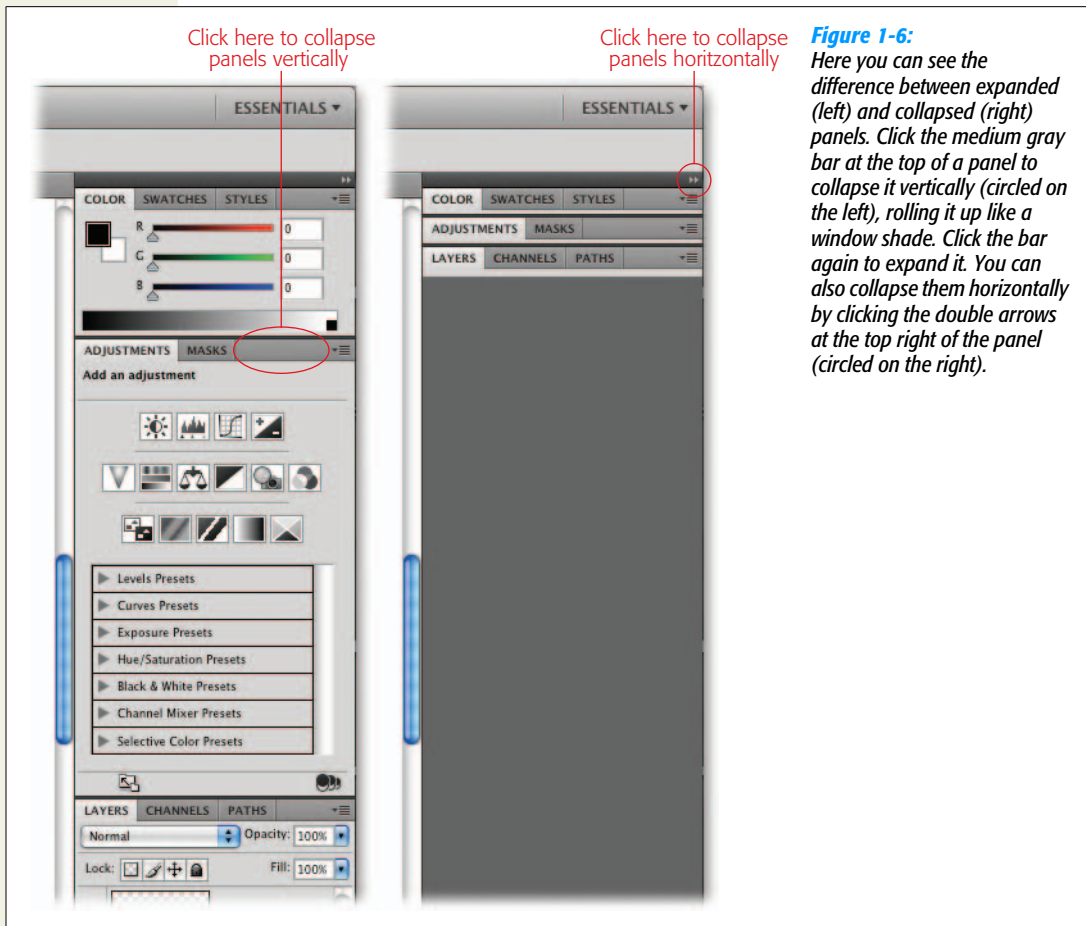 Click here to collapse
panels vertically
Click here to collapse
panels horitzontally
Figure 1-6:
Here you can see the
difference between expanded
(left) and collapsed (right)
panels. Click the medium gray
bar at the top of a panel to
collapse it vertically (circled on
the left), rolling it up like a
window shade. Click the bar
again to expand it. You can
also collapse them horizontally
by clicking the double arrows
at the top right of the panel
(circled on the right).
ESSENTIALS
COLOR SWATCHES STYLES
R 0
G 0
B 0
ADJUSTMENTS MASKS
Add an adjustment
Levels Presets
Curves Presets
Exposure Presets
Hue/Saturation Presets
Black & White Presets
Channel Mixer Presets
Selective Color Presets
LAYERS CHANNELS PATHS
Normal Opacity: 100%
Lock: Fill: 100%
ESSENTIALS
COLOR SWATCHES STYLES
ADJUSTMENTS MASKS
LAYERS CHANNELS PATHS